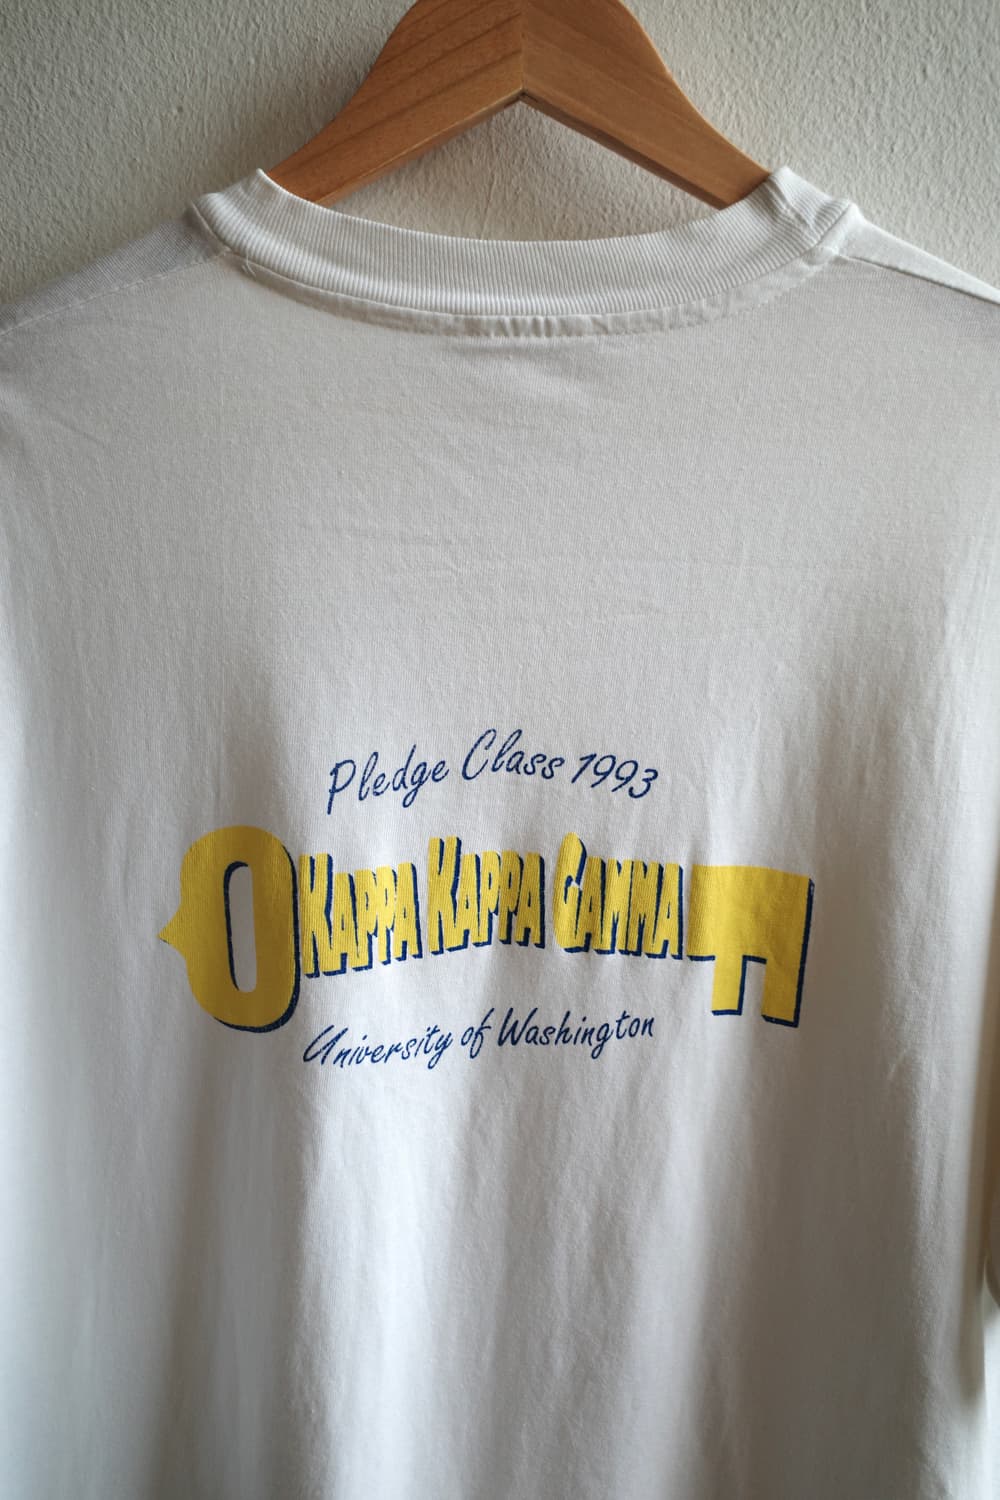 Pledge Class 1993
KAPPA KAPPA GAMMA
University of Washington